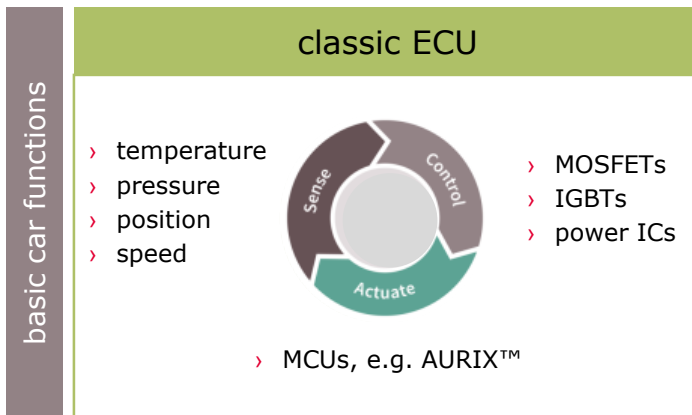 classic ECU
basic car functions
› temperature
› pressure
› position
› speed
Sense
Control
Actuate
› MOSFETs
› IGBTs
› power ICs
› MCUs, e.g. AURIX™